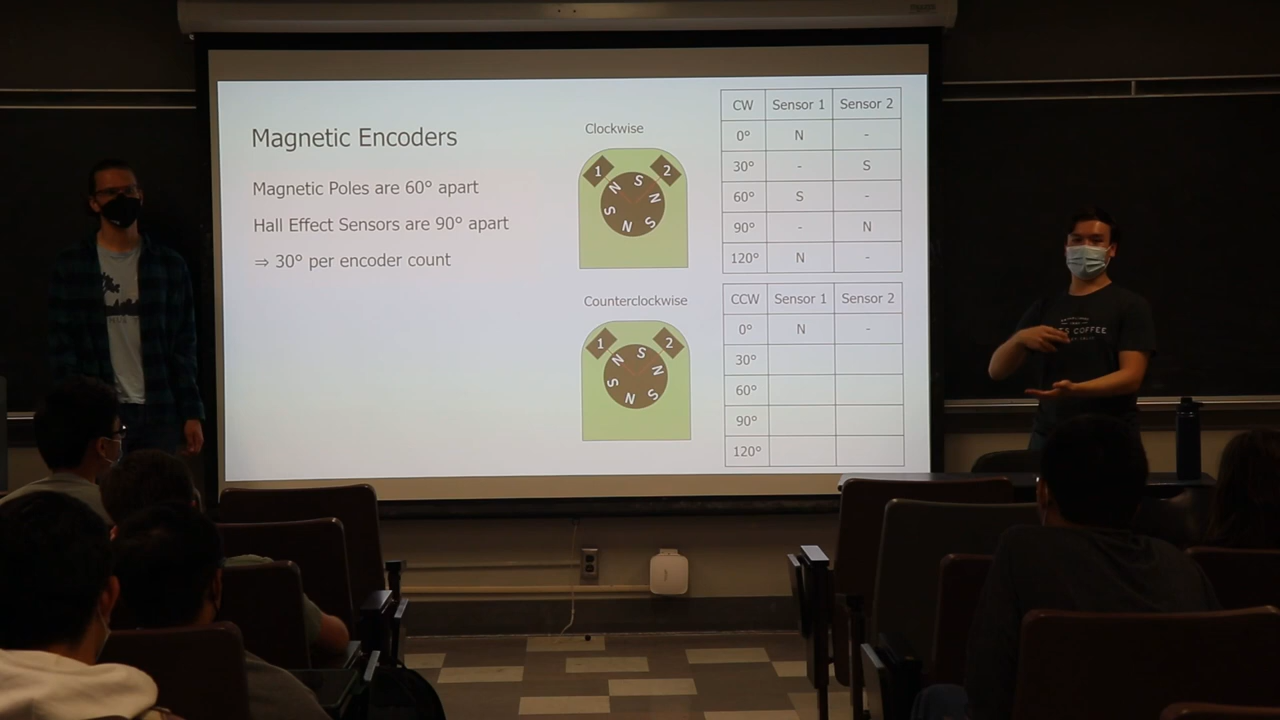 Magnetic Encoders
Magnetic Poles are 60° apart
Hall Effect Sensors are 90° apart
⇒ 30° per encoder count
Clockwise
1 2
N S N S N S
Counterclockwise
1 2
N S N S N S
CW Sensor 1 Sensor 2
0° N -
30° - S
60° S -
90° - N
120° N -
CCW Sensor 1 Sensor 2
0° N -
30°
60°
90°
120°
COFFEE